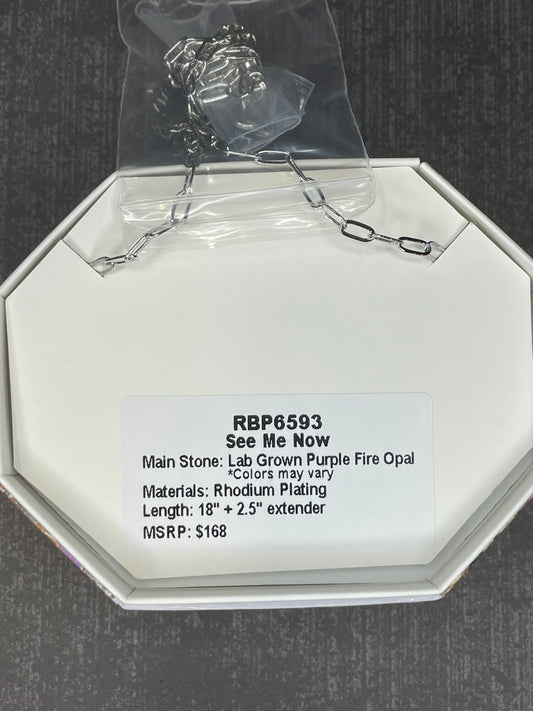 RBP6593
See Me Now
Main Stone: Lab Grown Purple Fire Opal
*Colors may vary
Materials: Rhodium Plating
Length: 18" + 2.5" extender
MSRP: $168